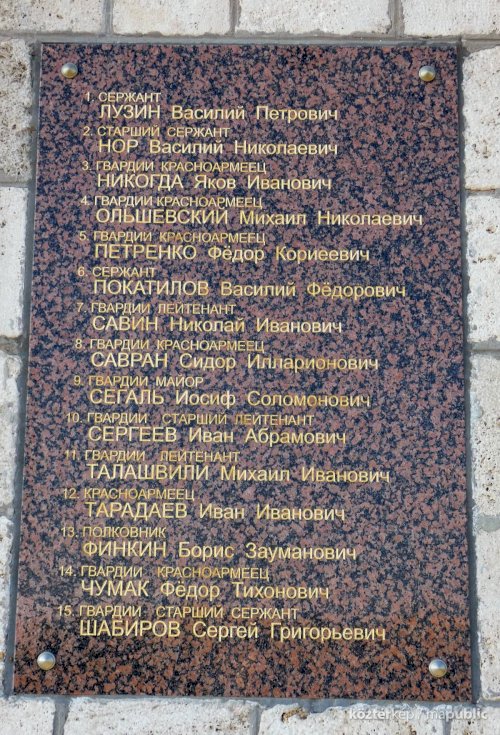 1. СЕРЖАНТ
ЛУЗИН Василий Петрович
2. СТАРШИЙ СЕРЖАНТ
НОР Василий Николаевич
3. ГВАРДИИ КРАСНОАРМЕЕЦ
НИКОГДА Яков Иванович
4. ГВАРДИИ КРАСНОАРМЕЕЦ
ОЛЬШЕВСКИЙ Михаил Николаевич
5. ГВАРДИИ КРАСНОАРМЕЕЦ
ПЕТРЕНКО Фёдор Кориеевич
6. СЕРЖАНТ
ПОКАТИЛОВ Василий Фёдорович
7. ГВАРДИИ ЛЕЙТЕНАНТ
САВИН Николай Иванович
8. ГВАРДИИ КРАСНОАРМЕЕЦ
САВРАН Сидор Илларионович
9. ГВАРДИИ МАЙОР
СЕГАЛЬ Иосиф Соломонович
10. ГВАРДИИ СТАРШИЙ ЛЕЙТЕНАНТ
СЕРГЕЕВ Иван Абрамович
11. ГВАРДИИ ЛЕЙТЕНАНТ
ТАЛАШВИЛИ Михаил Иванович
12. КРАСНОАРМЕЕЦ
ТАРАДАЕВ Иван Иванович
13. ПОЛКОВНИК
ФИНКИН Борис Зауманович
14. ГВАРДИИ КРАСНОАРМЕЕЦ
ЧУМАК Фёдор Тихонович
15. ГВАРДИИ СТАРШИЙ СЕРЖАНТ
ШАБИРОВ Сергей Григорьевич
köztérkép / mapublic